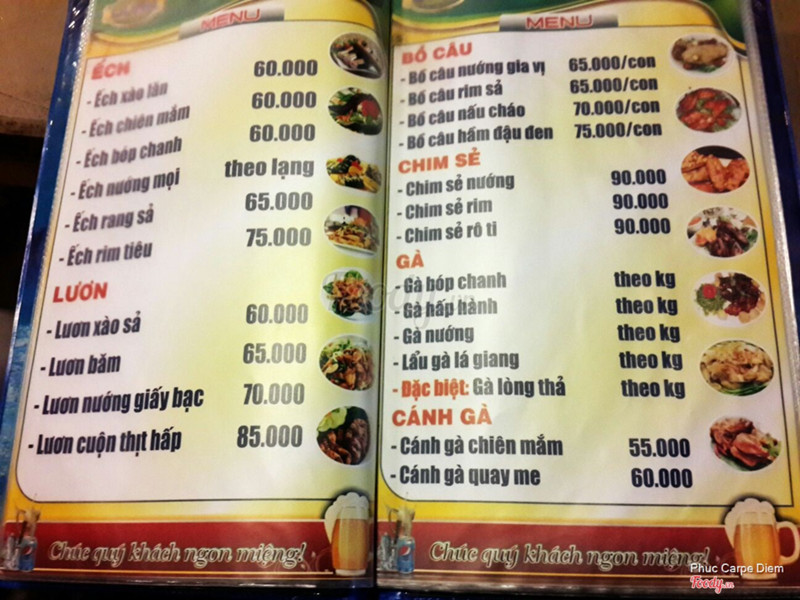 MENU
ẾCH
- Ếch xào lăn 60.000
- Ếch chiên mắm 60.000
- Ếch bóp chanh 60.000
- Ếch nướng mọi theo lạng
- Ếch rang sả 65.000
- Ếch rim tiêu 75.000
LƯƠN
- Lươn xào sả 60.000
- Lươn băm 65.000
- Lươn nướng giấy bạc 70.000
- Lươn cuộn thịt hấp 85.000
Chúc quý khách ngon miệng!
MENU
BỒ CÂU
- Bồ câu nướng gia vị 65.000/con
- Bồ câu rim sả 65.000/con
- Bồ câu nấu cháo 70.000/con
- Bồ câu hầm đậu đen 75.000/con
CHIM SẺ
- Chim sẻ nướng 90.000
- Chim sẻ rim 90.000
- Chim sẻ rô ti 90.000
GÀ
- Gà bóp chanh theo kg
- Gà hấp hành theo kg
- Gà nướng theo kg
- Lẩu gà lá giang theo kg
- Đặc biệt: Gà lòng thả theo kg
CÁNH GÀ
- Cánh gà chiên mắm 55.000
- Cánh gà quay me 60.000
Chúc quý khách ngon miệng!
Phuc Carpe Diem
Foody.vn